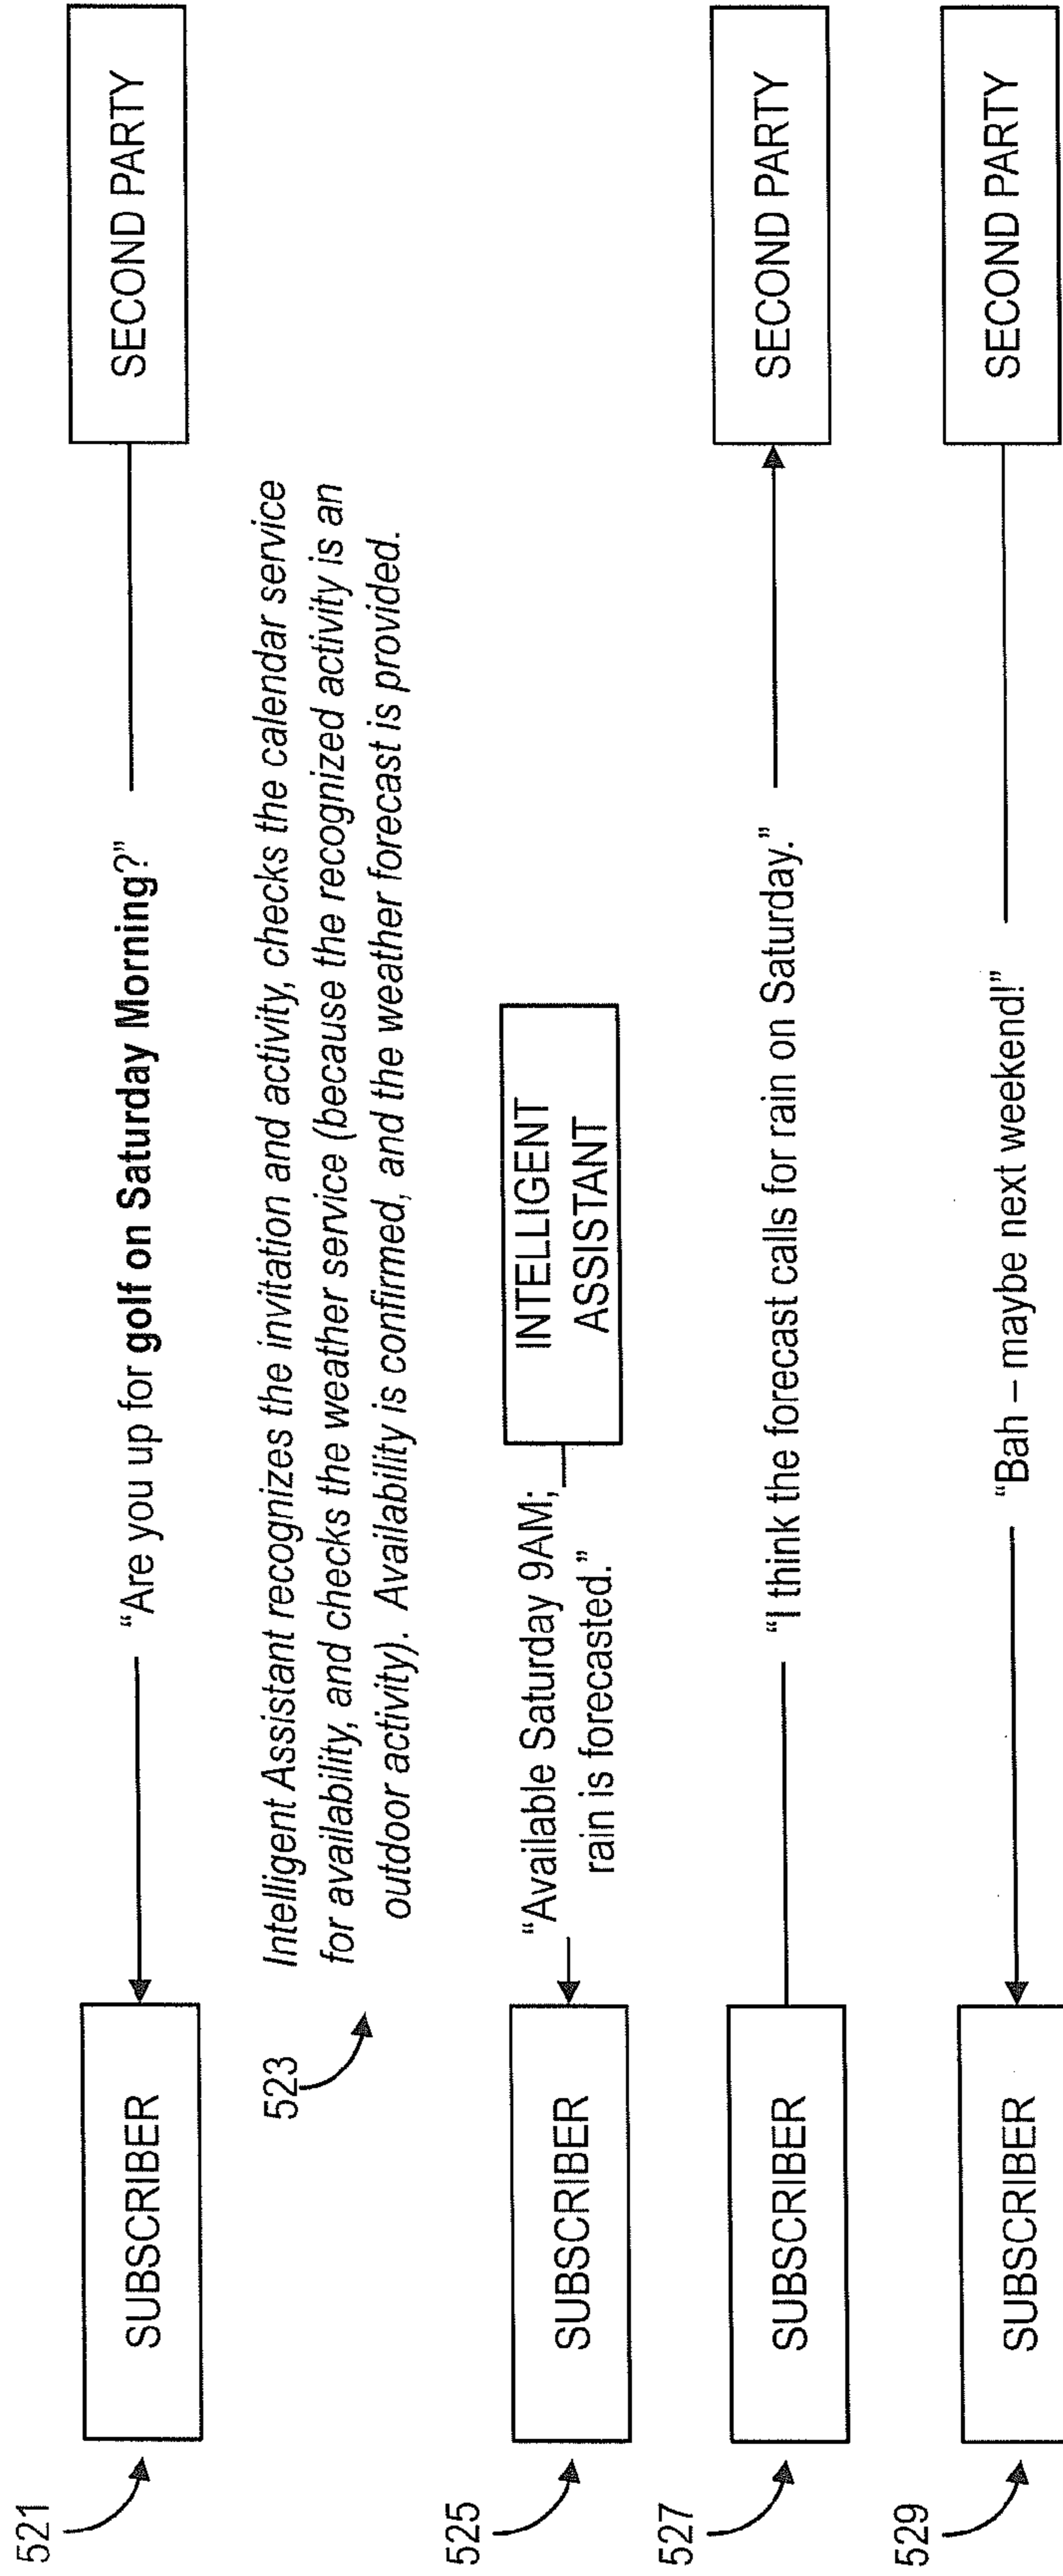 521
SUBSCRIBER
“Are you up for golf on Saturday Morning?”
SECOND PARTY
523
Intelligent Assistant recognizes the invitation and activity, checks the calendar service
for availability, and checks the weather service (because the recognized activity is an
outdoor activity). Availability is confirmed, and the weather forecast is provided.
525
SUBSCRIBER
“Available Saturday 9AM;
rain is forecasted.”
INTELLIGENT
ASSISTANT
527
SUBSCRIBER
“I think the forecast calls for rain on Saturday.”
SECOND PARTY
529
SUBSCRIBER
“Bah – maybe next weekend!”
SECOND PARTY